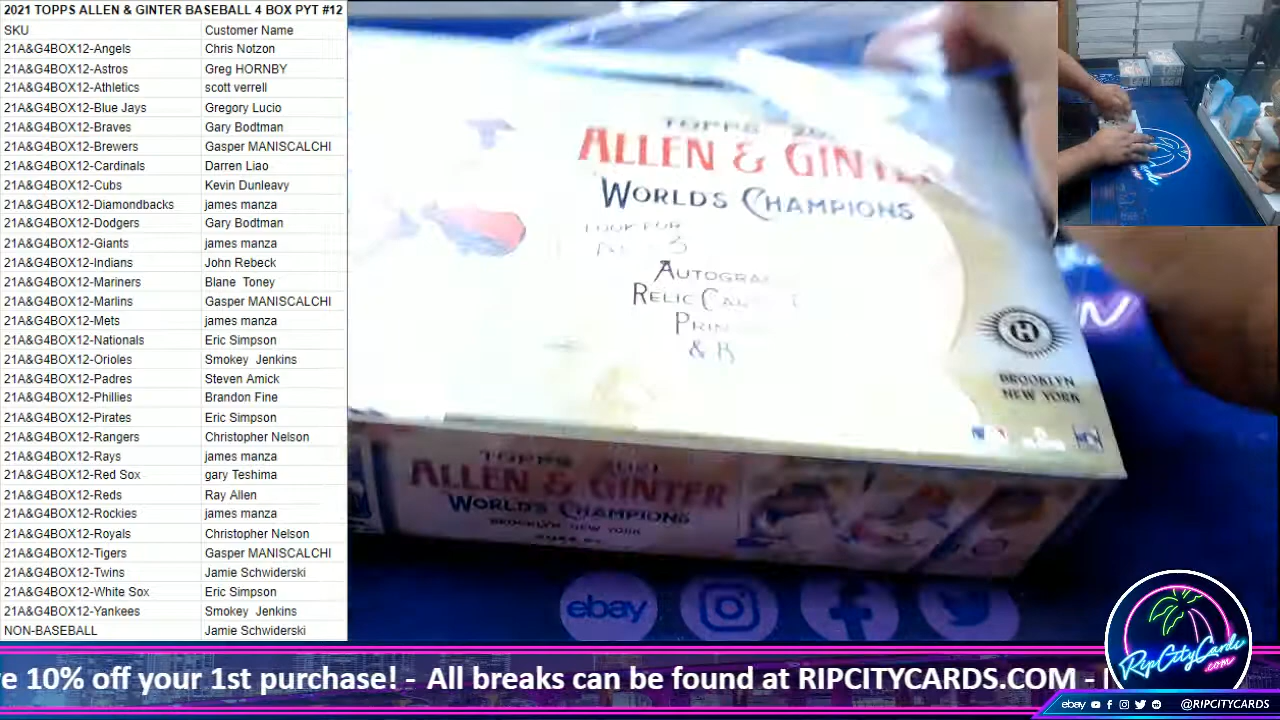 2021 TOPPS ALLEN & GINTER BASEBALL 4 BOX PYT #12
SKU Customer Name
21A&G4BOX12-Angels Chris Notzon
21A&G4BOX12-Astros Greg HORNBY
21A&G4BOX12-Athletics scott verrell
21A&G4BOX12-Blue Jays Gregory Lucio
21A&G4BOX12-Braves Gary Bodtman
21A&G4BOX12-Brewers Gasper MANISCALCHI
21A&G4BOX12-Cardinals Darren Liao
21A&G4BOX12-Cubs Kevin Dunleavy
21A&G4BOX12-Diamondbacks james manza
21A&G4BOX12-Dodgers Gary Bodtman
21A&G4BOX12-Giants james manza
21A&G4BOX12-Indians John Rebeck
21A&G4BOX12-Mariners Blane Toney
21A&G4BOX12-Marlins Gasper MANISCALCHI
21A&G4BOX12-Mets james manza
21A&G4BOX12-Nationals Eric Simpson
21A&G4BOX12-Orioles Smokey Jenkins
21A&G4BOX12-Padres Steven Amick
21A&G4BOX12-Phillies Brandon Fine
21A&G4BOX12-Pirates Eric Simpson
21A&G4BOX12-Rangers Christopher Nelson
21A&G4BOX12-Rays james manza
21A&G4BOX12-Red Sox gary Teshima
21A&G4BOX12-Reds Ray Allen
21A&G4BOX12-Rockies james manza
21A&G4BOX12-Royals Christopher Nelson
21A&G4BOX12-Tigers Gasper MANISCALCHI
21A&G4BOX12-Twins Jamie Schwiderski
21A&G4BOX12-White Sox Eric Simpson
21A&G4BOX12-Yankees Smokey Jenkins
NON-BASEBALL Jamie Schwiderski
TOPPS
ALLEN & GINTER
WORLD'S CHAMPIONS
LOOK FOR
RELIC
&
H
BROOKLYN
NEW YORK
TOPPS 2021
ALLEN & GINTER
WORLD'S CHAMPIONS
BROOKLYN NEW YORK
ebay
RipCityCards
.com
e 10% off your 1st purchase! - All breaks can be found at RIPCITYCARDS.COM -
ebay @RIPCITYCARDS